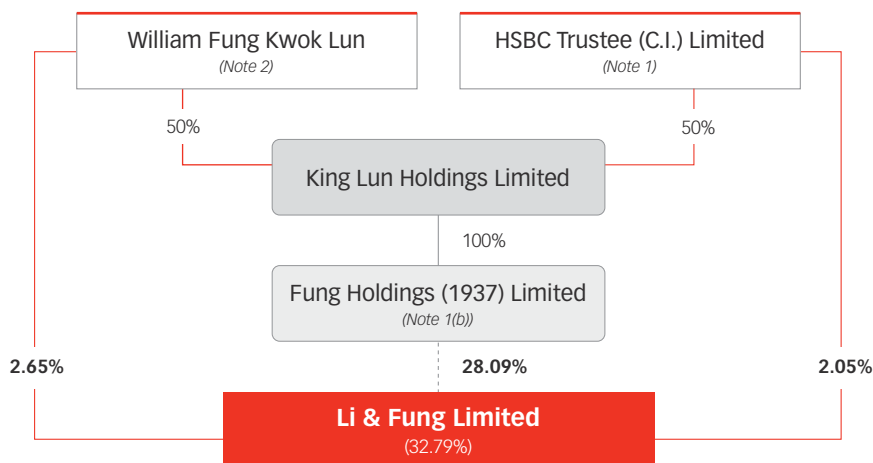 William Fung Kwok Lun
(Note 2)
HSBC Trustee (C.I.) Limited
(Note 1)
50%
50%
King Lun Holdings Limited
100%
Fung Holdings (1937) Limited
(Note 1(b))
2.65%
28.09%
2.05%
Li & Fung Limited
(32.79%)